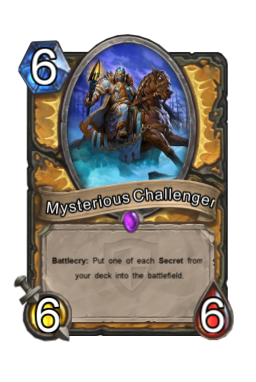 6
Mysterious Challenger
Battlecry: Put one of each Secret from
your deck into the battlefield.
6
6